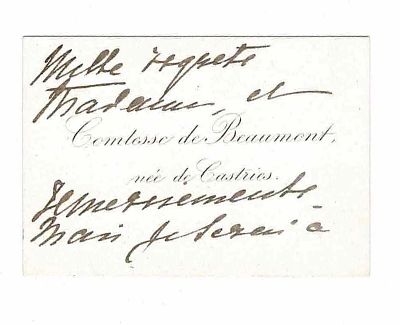 Mille regrets
Madame, et
Comtesse de Beaumont,
née de Castries.
remerciements
Mais je serai à